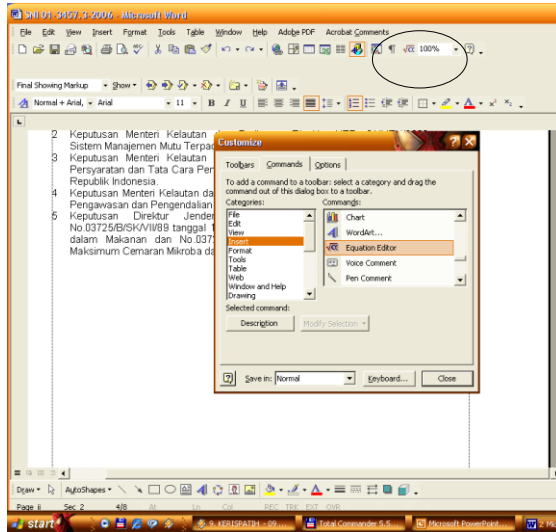 SNI 01-3457.3-2006 - Microsoft Word
File Edit View Insert Format Tools Table Window Help Adobe PDF Acrobat Comments
100%
Final Showing Markup Show
Normal + Arial, Arial 11 B I U
2 Keputusan Menteri Kelautan
Sistem Manajemen Mutu Terpad
3 Keputusan Menteri Kelautan
Persyaratan dan Tata Cara Per
Republik Indonesia.
4 Keputusan Menteri Kelautan da
Pengawasan dan Pengendalian
5 Keputusan Direktur Jender
No.03725/B/SK/VII/89 tanggal 1
dalam Makanan dan No.037
Maksimum Cemaran Mikroba da
Customize
Toolbars Commands Options
To add a command to a toolbar: select a category and drag the
command out of this dialog box to a toolbar.
Categories: Commands:
File
Edit
View
Insert
Format
Tools
Table
Web
Window and Help
Drawing
Chart
WordArt...
Equation Editor
Voice Comment
Pen Comment
Selected command:
Description Modify Selection
Save in: Normal Keyboard... Close
Draw AutoShapes
Page ii Sec 2 4/8 At Ln Col REC TRK EXT OVR
start 9. KERISPATIH - 09 ... Total Commander 5.5... Microsoft PowerPoint ...